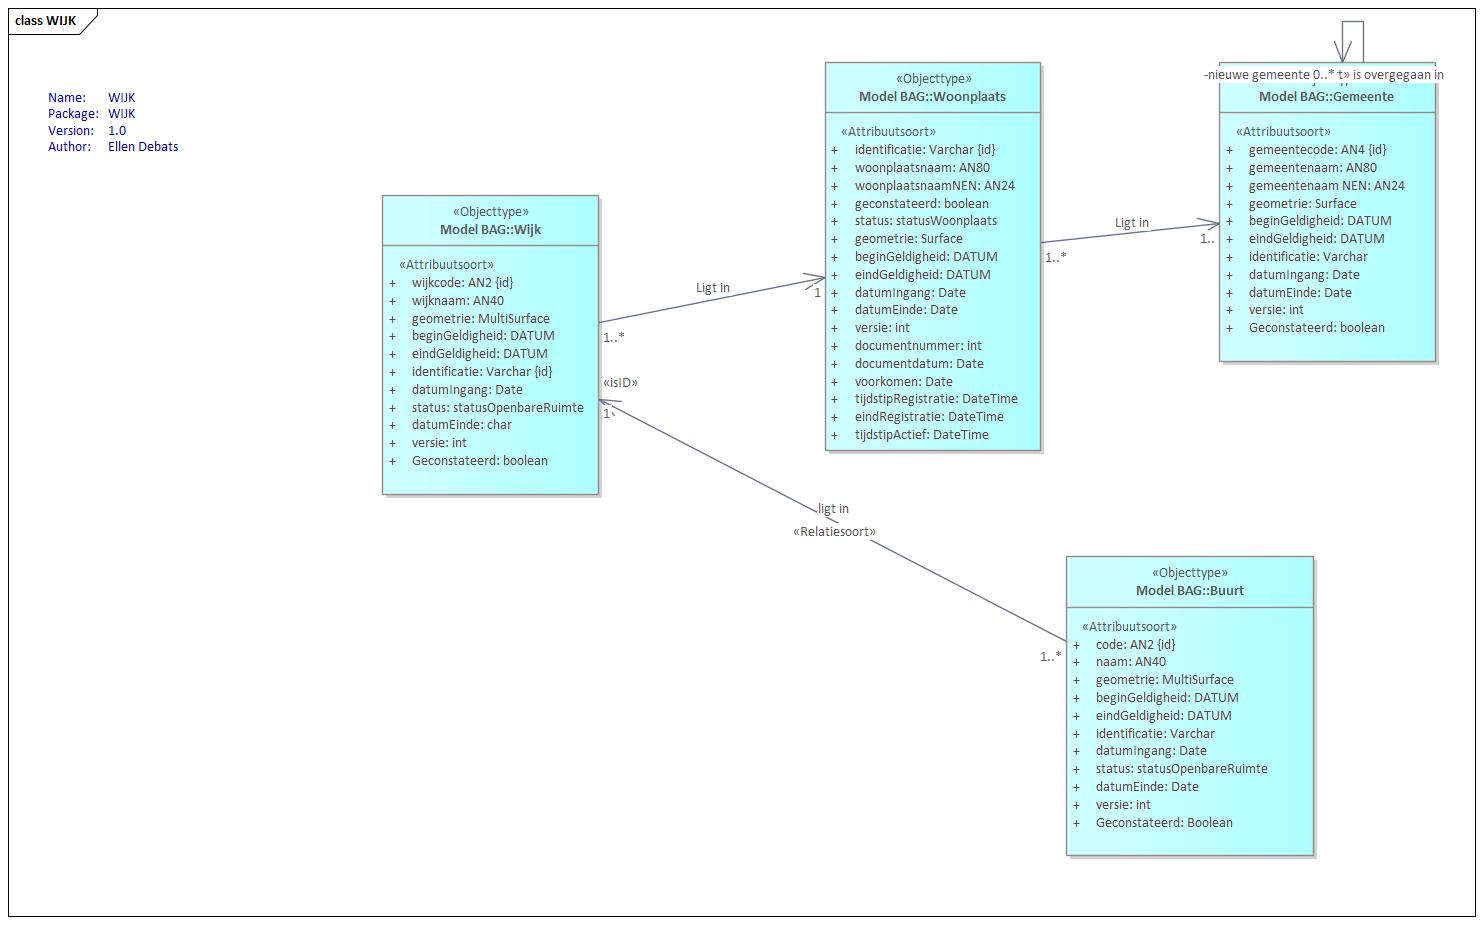 class WIJK
Name: WIJK
Package: WIJK
Version: 1.0
Author: Ellen Debats
«Objecttype»
Model BAG::Wijk
«Attribuutsoort»
+ wijkcode: AN2 {id}
+ wijknaam: AN40
+ geometrie: MultiSurface
+ beginGeldigheid: DATUM
+ eindGeldigheid: DATUM
+ identificatie: Varchar {id}
+ datumIngang: Date
+ status: statusOpenbareRuimte
+ datumEinde: char
+ versie: int
+ Geconstateerd: boolean
Ligt in
1..*
1
«Objecttype»
Model BAG::Woonplaats
«Attribuutsoort»
+ identificatie: Varchar {id}
+ woonplaatsnaam: AN80
+ woonplaatsnaamNEN: AN24
+ geconstateerd: boolean
+ status: statusWoonplaats
+ geometrie: Surface
+ beginGeldigheid: DATUM
+ eindGeldigheid: DATUM
+ datumIngang: Date
+ datumEinde: Date
+ versie: int
+ documentnummer: int
+ documentdatum: Date
+ voorkomen: Date
+ tijdstipRegistratie: DateTime
+ eindRegistratie: DateTime
+ tijdstipActief: DateTime
Ligt in
1..*
1..
-nieuwe gemeente 0..* t» is overgegaan in
Model BAG::Gemeente
«Attribuutsoort»
+ gemeentecode: AN4 {id}
+ gemeentenaam: AN80
+ gemeentenaam NEN: AN24
+ geometrie: Surface
+ beginGeldigheid: DATUM
+ eindGeldigheid: DATUM
+ identificatie: Varchar
+ datumIngang: Date
+ datumEinde: Date
+ versie: int
+ Geconstateerd: boolean
«isID»
1
ligt in
«Relatiesoort»
1..*
«Objecttype»
Model BAG::Buurt
«Attribuutsoort»
+ code: AN2 {id}
+ naam: AN40
+ geometrie: MultiSurface
+ beginGeldigheid: DATUM
+ eindGeldigheid: DATUM
+ identificatie: Varchar
+ datumIngang: Date
+ status: statusOpenbareRuimte
+ datumEinde: Date
+ versie: int
+ Geconstateerd: Boolean